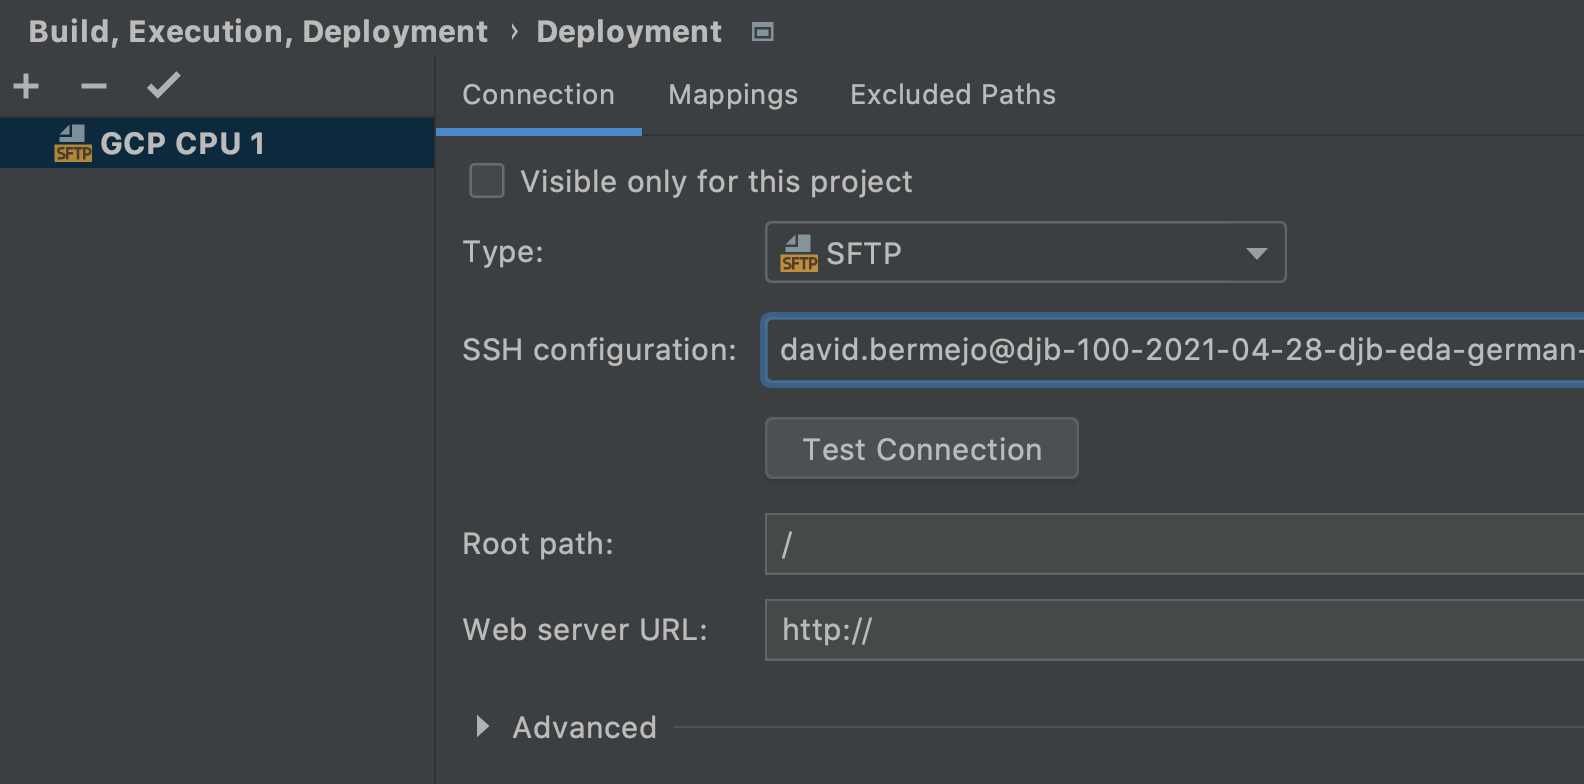 Build, Execution, Deployment › Deployment
Connection Mappings Excluded Paths
SFTP GCP CPU 1
Visible only for this project
Type: SFTP SFTP
SSH configuration: david.bermejo@djb-100-2021-04-28-djb-eda-german-
Test Connection
Root path: /
Web server URL: http://
Advanced